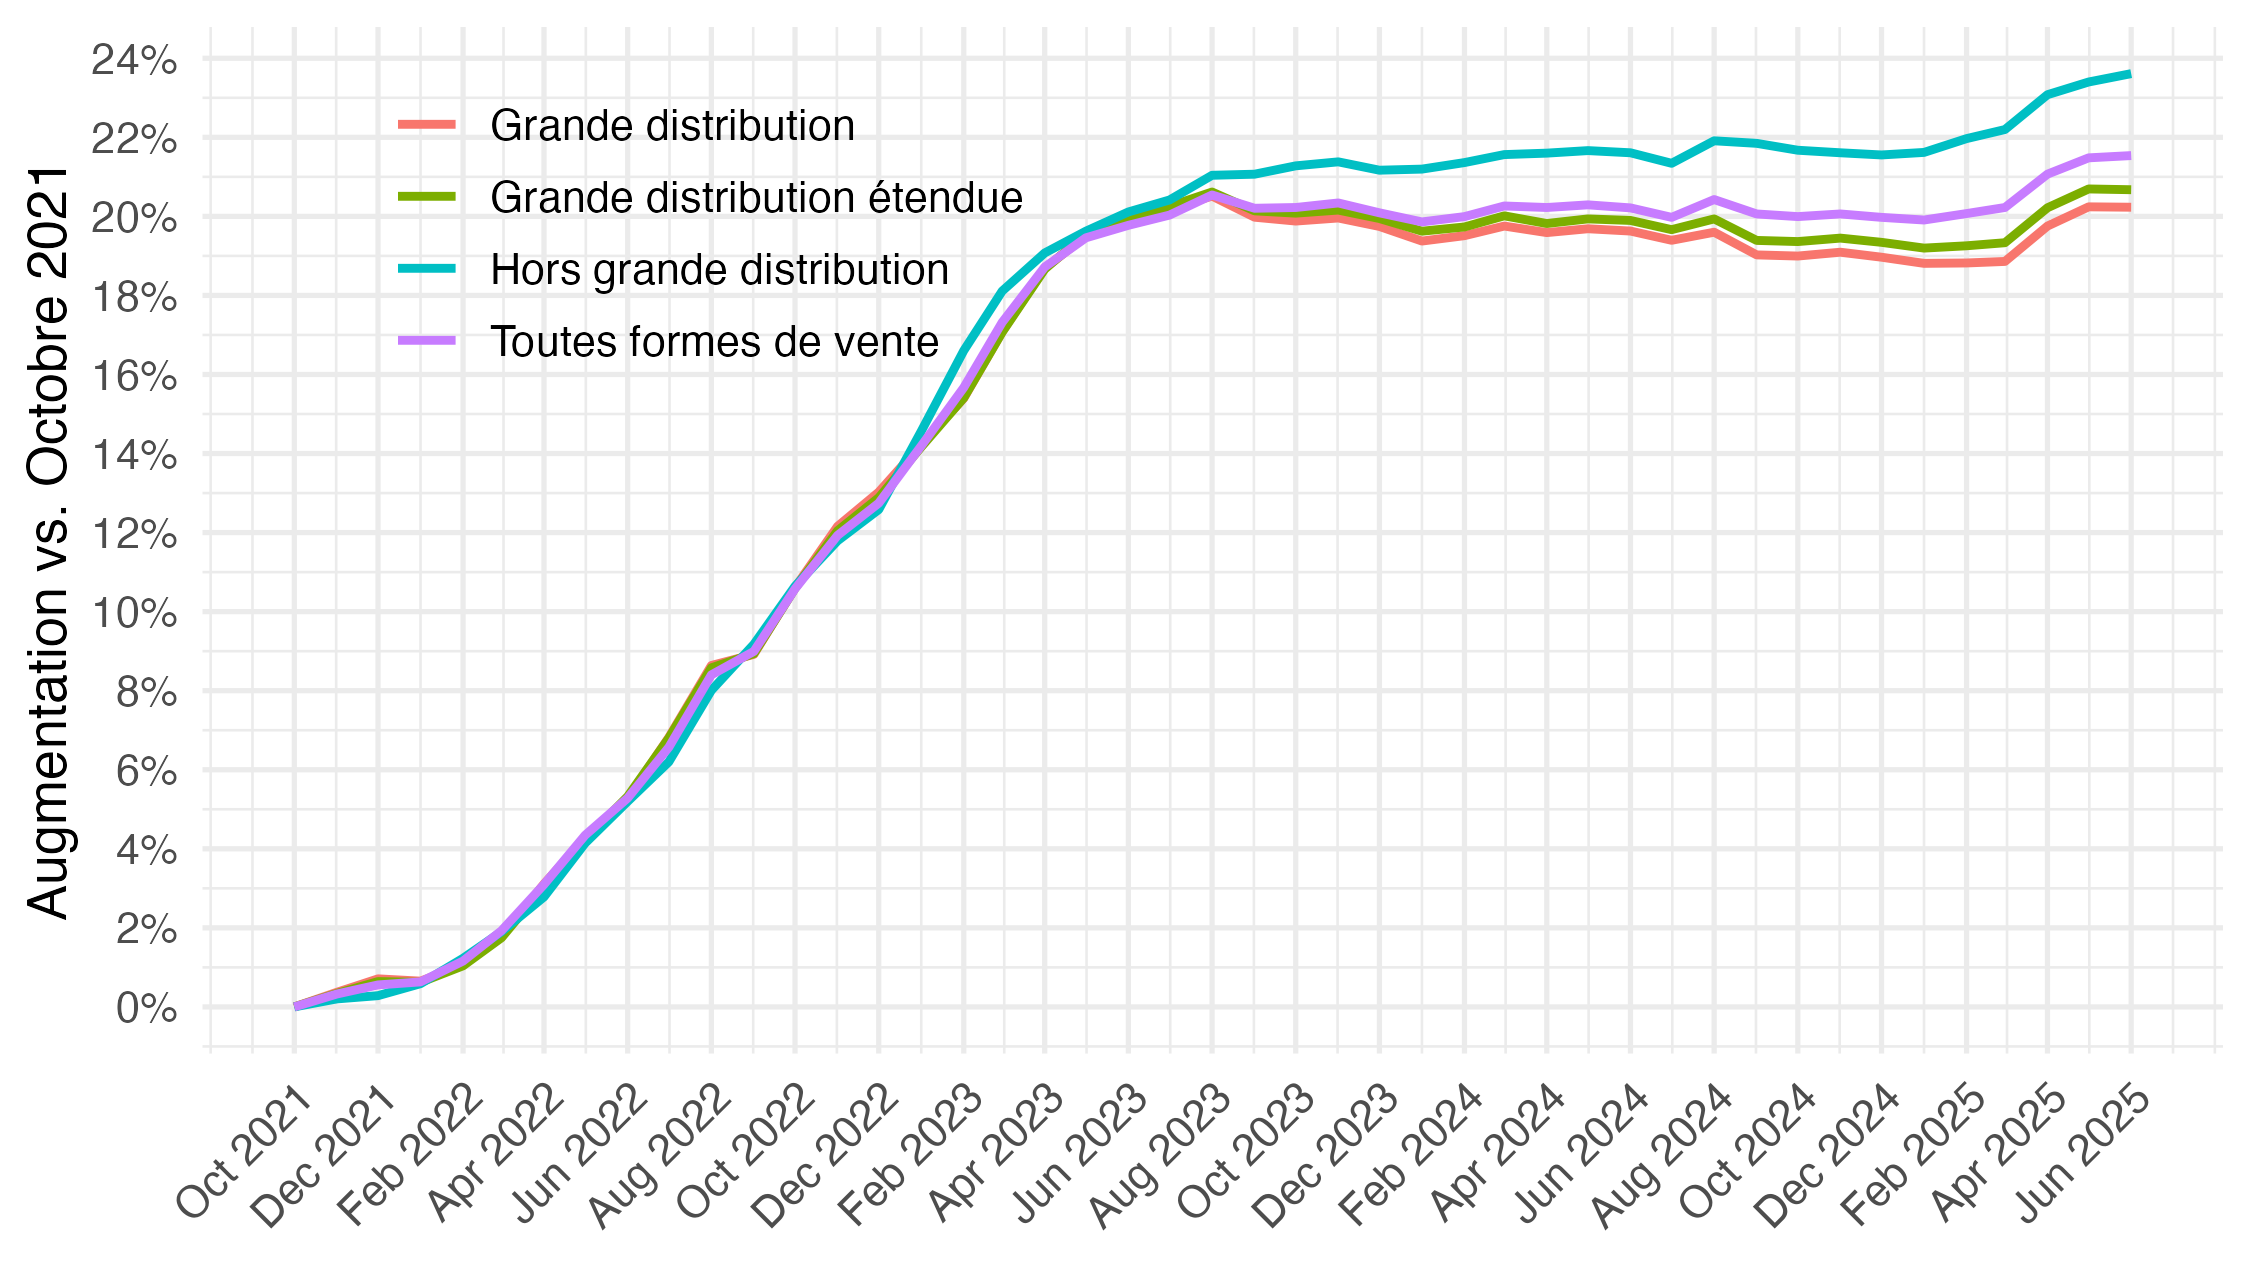 Augmentation vs. Octobre 2021
24%
22%
20%
18%
16%
14%
12%
10%
8%
6%
4%
2%
0%
Grande distribution
Grande distribution étendue
Hors grande distribution
Toutes formes de vente
Oct 2021
Dec 2021
Feb 2022
Apr 2022
Jun 2022
Aug 2022
Oct 2022
Dec 2022
Feb 2023
Apr 2023
Jun 2023
Aug 2023
Oct 2023
Dec 2023
Feb 2024
Apr 2024
Jun 2024
Aug 2024
Oct 2024
Dec 2024
Feb 2025
Apr 2025
Jun 2025